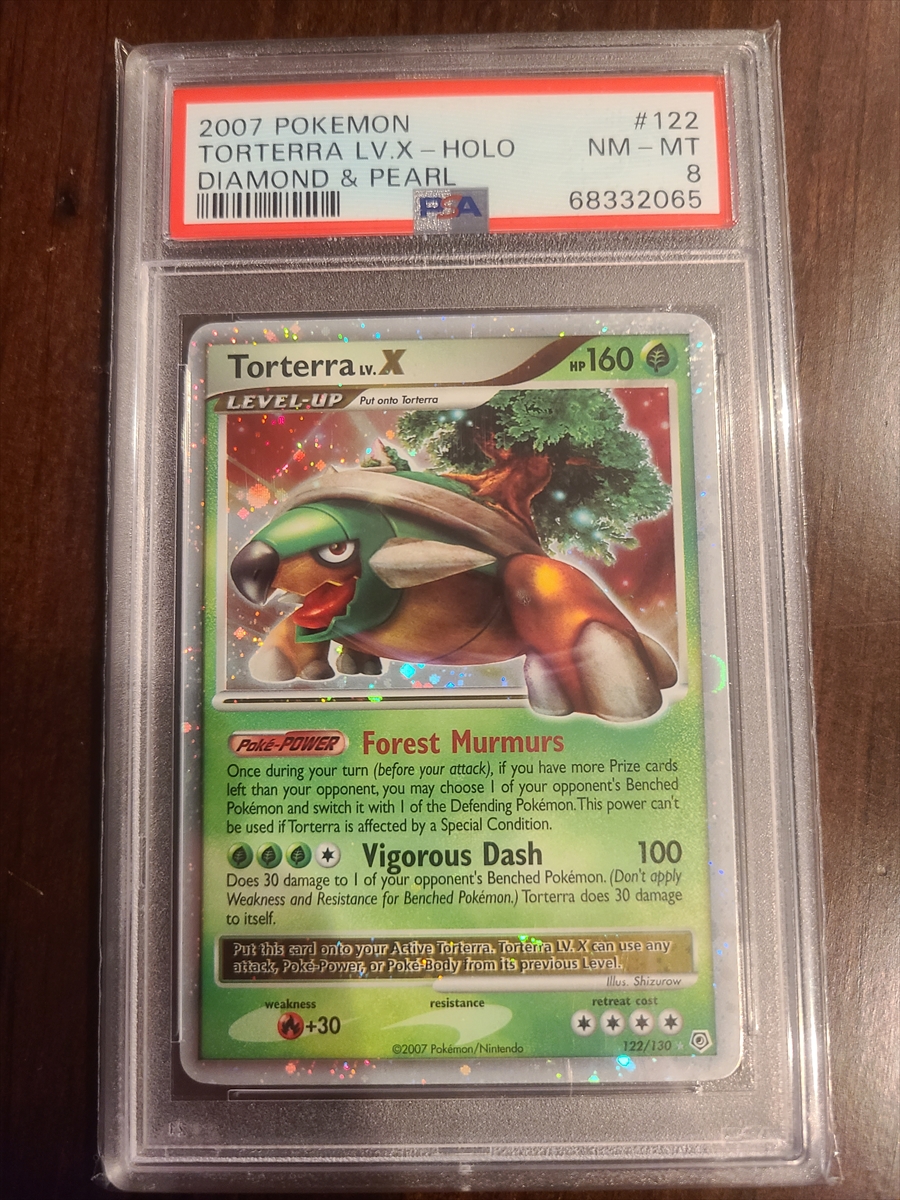 2007 POKEMON #122
TORTERRA LV.X - HOLO NM - MT
DIAMOND & PEARL 8
PSA 68332065
Torterra LV.X HP 160
LEVEL-UP Put onto Torterra
Poké-POWER Forest Murmurs
Once during your turn (before your attack), if you have more Prize cards
left than your opponent, you may choose 1 of your opponent's Benched
Pokémon and switch it with 1 of the Defending Pokémon. This power can't
be used if Torterra is affected by a Special Condition.
Vigorous Dash 100
Does 30 damage to 1 of your opponent's Benched Pokémon. (Don't apply
Weakness and Resistance for Benched Pokémon.) Torterra does 30 damage
to itself.
Put this card onto your Active Torterra. Torterra LV. X can use any
attack, Poké-Power, or Poké-Body from its previous Level.
Illus. Shizurow
weakness resistance retreat cost
+30
©2007 Pokémon/Nintendo 122/130